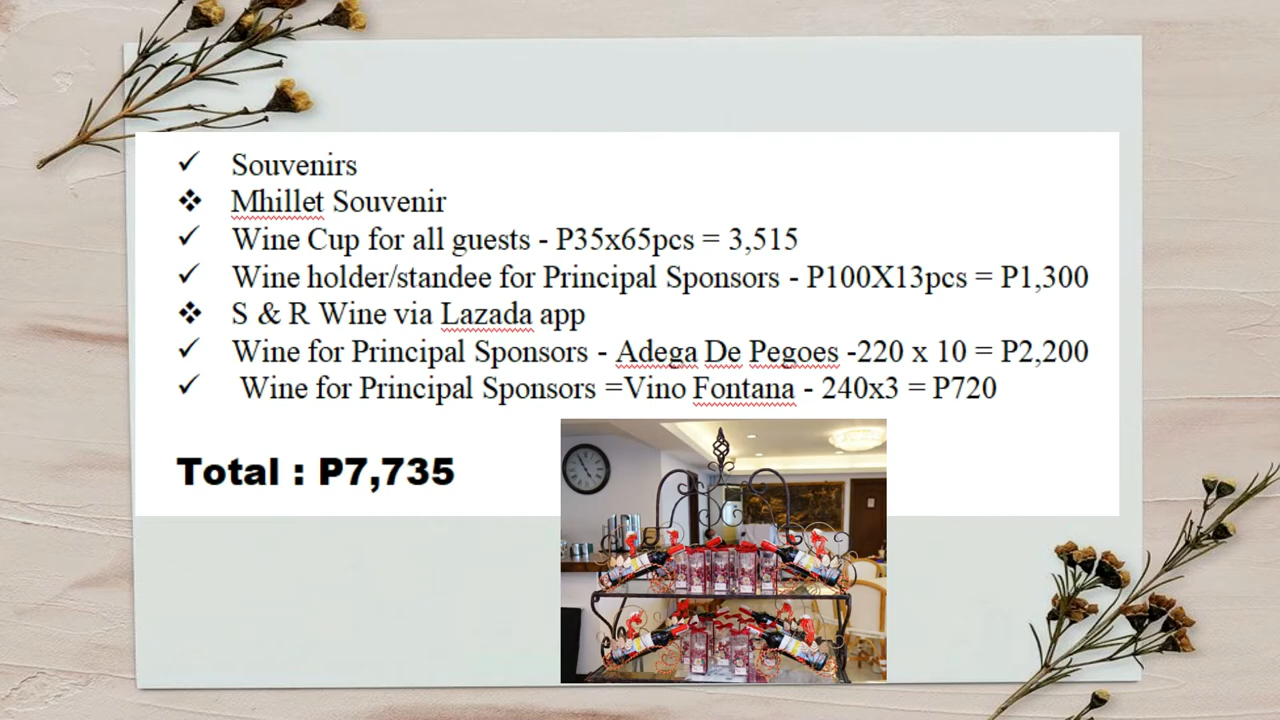 ✓ Souvenirs
❖ Mhillet Souvenir
✓ Wine Cup for all guests - P35x65pcs = 3,515
✓ Wine holder/standee for Principal Sponsors - P100X13pcs = P1,300
❖ S & R Wine via Lazada app
✓ Wine for Principal Sponsors - Adega De Pegoes -220 x 10 = P2,200
✓ Wine for Principal Sponsors =Vino Fontana - 240x3 = P720
Total : P7,735